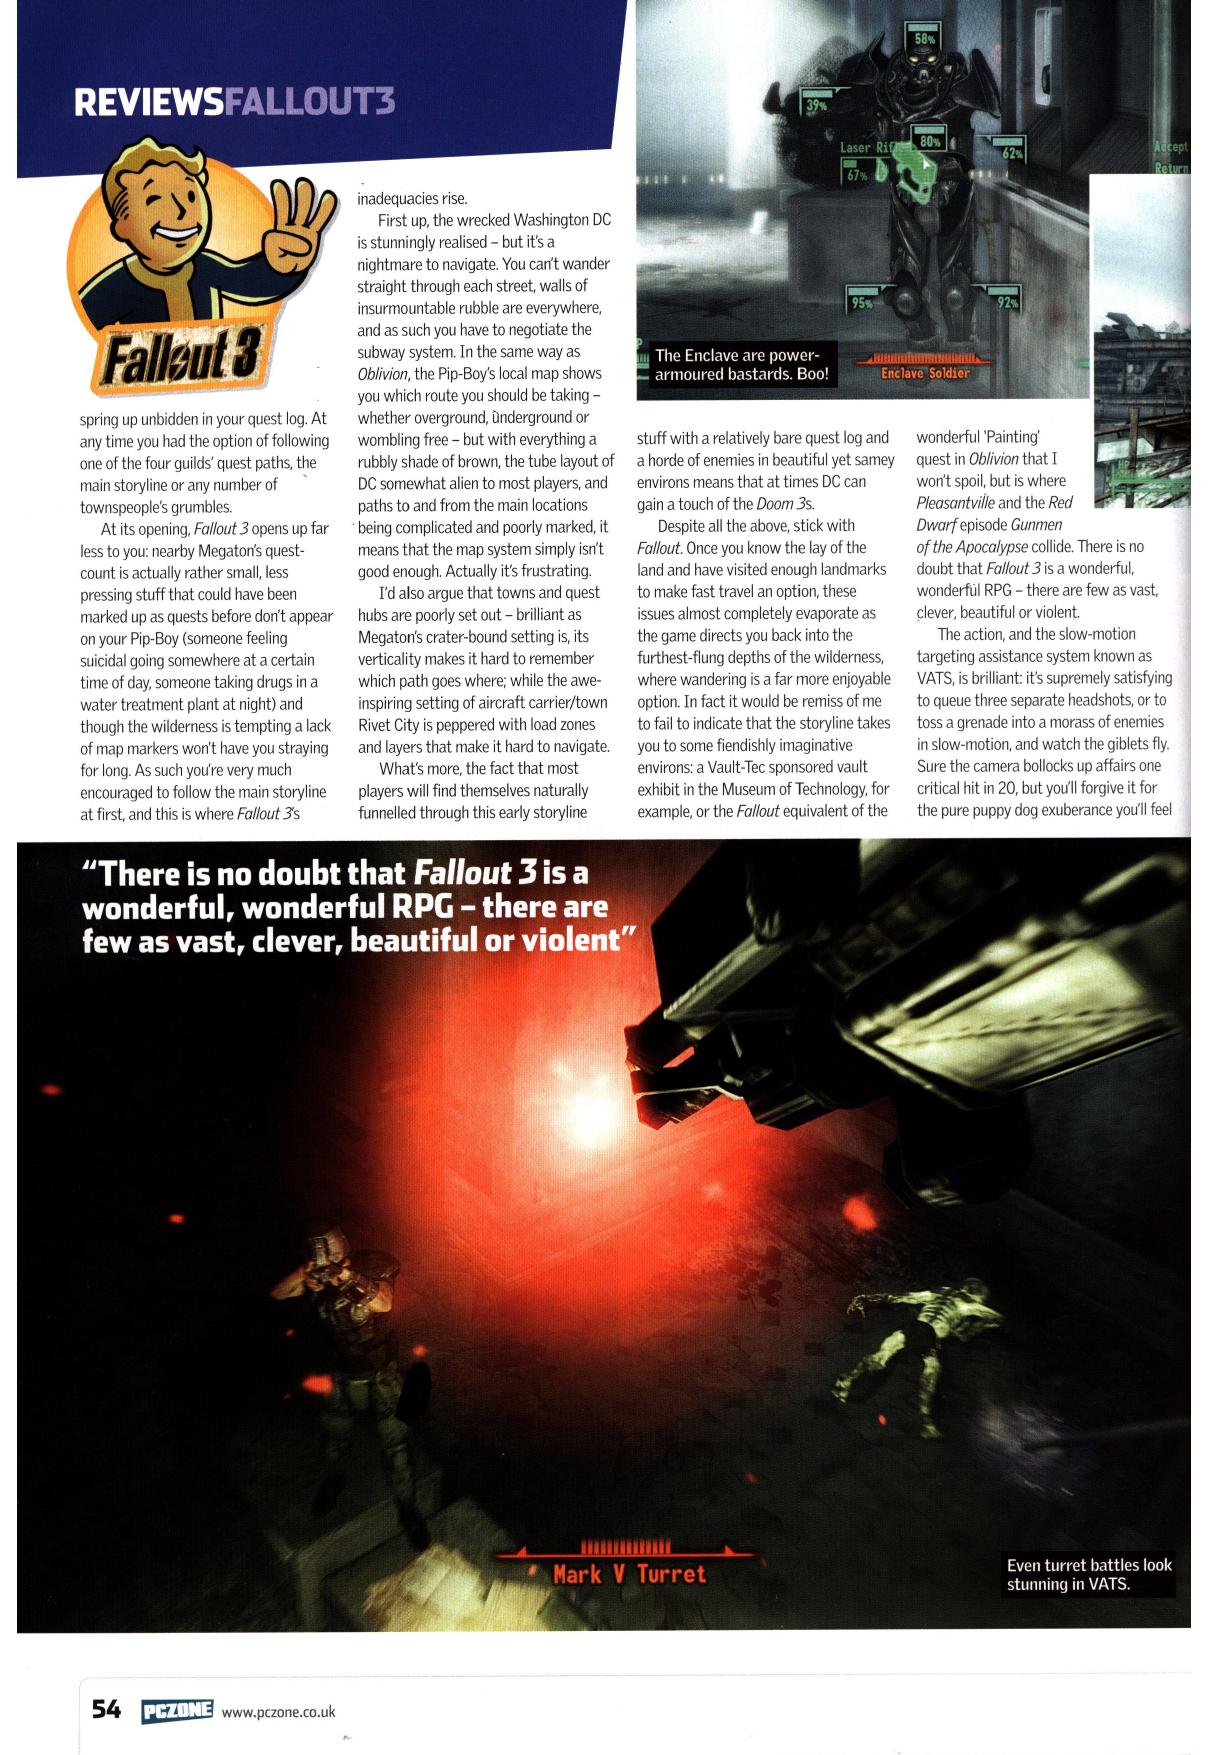 REVIEWSFALLOUT3
Fallout 3
spring up unbidden in your quest log. At
any time you had the option of following
one of the four guilds' quest paths, the
main storyline or any number of
townspeople's grumbles.
At its opening, Fallout 3 opens up far
less to you: nearby Megaton's quest-
count is actually rather small, less
pressing stuff that could have been
marked up as quests before don't appear
on your Pip-Boy (someone feeling
suicidal going somewhere at a certain
time of day, someone taking drugs in a
water treatment plant at night) and
though the wilderness is tempting a lack
of map markers won't have you straying
for long. As such you're very much
encouraged to follow the main storyline
at first, and this is where Fallout 3's
inadequacies rise.
First up, the wrecked Washington DC
is stunningly realised – but it's a
nightmare to navigate. You can't wander
straight through each street, walls of
insurmountable rubble are everywhere,
and as such you have to negotiate the
subway system. In the same way as
Oblivion, the Pip-Boy's local map shows
you which route you should be taking –
whether overground, underground or
wombling free – but with everything a
rubbly shade of brown, the tube layout of
DC somewhat alien to most players, and
paths to and from the main locations
being complicated and poorly marked, it
means that the map system simply isn't
good enough. Actually it's frustrating.
I'd also argue that towns and quest
hubs are poorly set out – brilliant as
Megaton's crater-bound setting is, its
verticality makes it hard to remember
which path goes where; while the awe-
inspiring setting of aircraft carrier/town
Rivet City is peppered with load zones
and layers that make it hard to navigate.
What's more, the fact that most
players will find themselves naturally
funnelled through this early storyline
58%
39%
80%
Laser Rif
62%
67%
Accept
Return
95%
92%
Enclave Soldier
The Enclave are power-
armoured bastards. Boo!
HP
stuff with a relatively bare quest log and
a horde of enemies in beautiful yet samey
environs means that at times DC can
gain a touch of the Doom 3s.
Despite all the above, stick with
Fallout. Once you know the lay of the
land and have visited enough landmarks
to make fast travel an option, these
issues almost completely evaporate as
the game directs you back into the
furthest-flung depths of the wilderness,
where wandering is a far more enjoyable
option. In fact it would be remiss of me
to fail to indicate that the storyline takes
you to some fiendishly imaginative
environs: a Vault-Tec sponsored vault
exhibit in the Museum of Technology, for
example, or the Fallout equivalent of the
wonderful 'Painting'
quest in Oblivion that I
won't spoil, but is where
Pleasantville and the Red
Dwarf episode Gunmen
of the Apocalypse collide. There is no
doubt that Fallout 3 is a wonderful,
wonderful RPG – there are few as vast,
clever, beautiful or violent.
The action, and the slow-motion
targeting assistance system known as
VATS, is brilliant: it's supremely satisfying
to queue three separate headshots, or to
toss a grenade into a morass of enemies
in slow-motion, and watch the giblets fly.
Sure the camera bollocks up affairs one
critical hit in 20, but you'll forgive it for
the pure puppy dog exuberance you'll feel
"There is no doubt that Fallout 3 is a
wonderful, wonderful RPG – there are
few as vast, clever, beautiful or violent"
Mark V Turret
Even turret battles look
stunning in VATS.
54 PCZONE www.pczone.co.uk